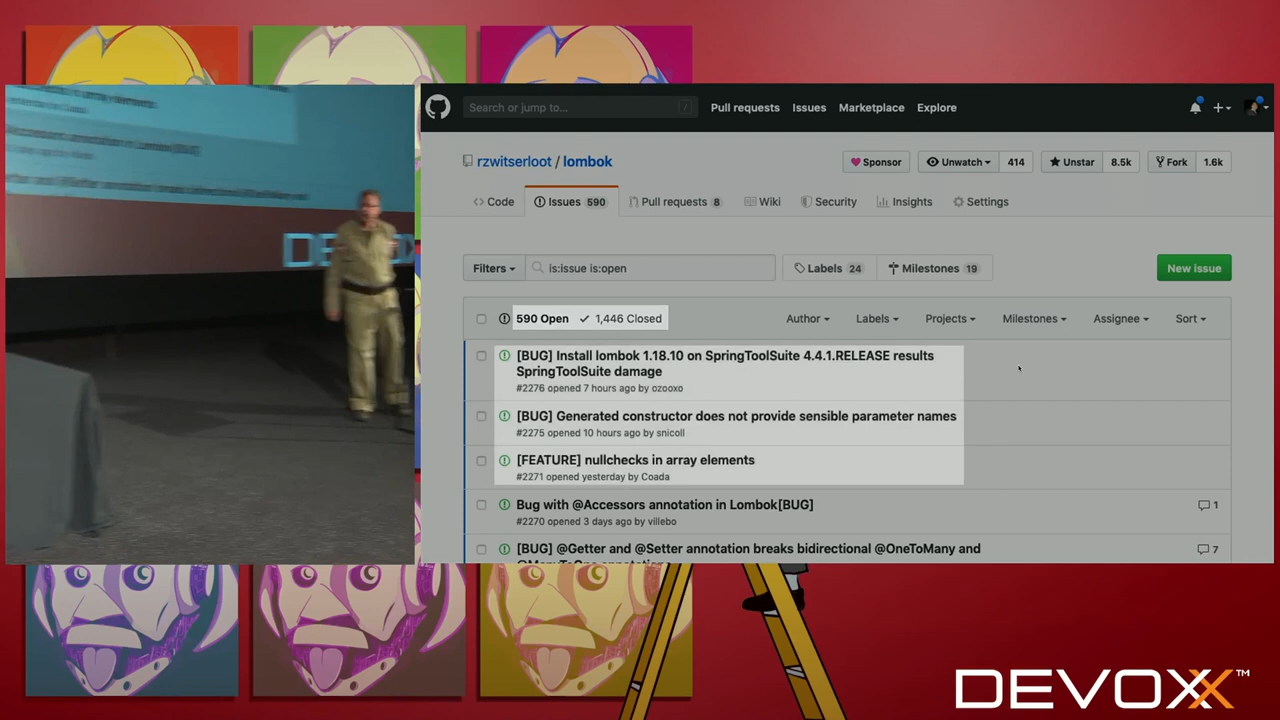 Search or jump to... /
Pull requests Issues Marketplace Explore
rzwitserloot / lombok
Sponsor Unwatch 414 Unstar 8.5k Fork 1.6k
Code Issues 590 Pull requests 8 Wiki Security Insights Settings
Filters is:issue is:open Labels 24 Milestones 19 New issue
590 Open 1,446 Closed Author Labels Projects Milestones Assignee Sort
[BUG] Install lombok 1.18.10 on SpringToolSuite 4.4.1.RELEASE results
SpringToolSuite damage
#2276 opened 7 hours ago by ozooxo
[BUG] Generated constructor does not provide sensible parameter names
#2275 opened 10 hours ago by snicoll
[FEATURE] nullchecks in array elements
#2271 opened yesterday by Coada
Bug with @Accessors annotation in Lombok[BUG] 1
#2270 opened 3 days ago by villebo
[BUG] @Getter and @Setter annotation breaks bidirectional @OneToMany and 7
DEVOXX™